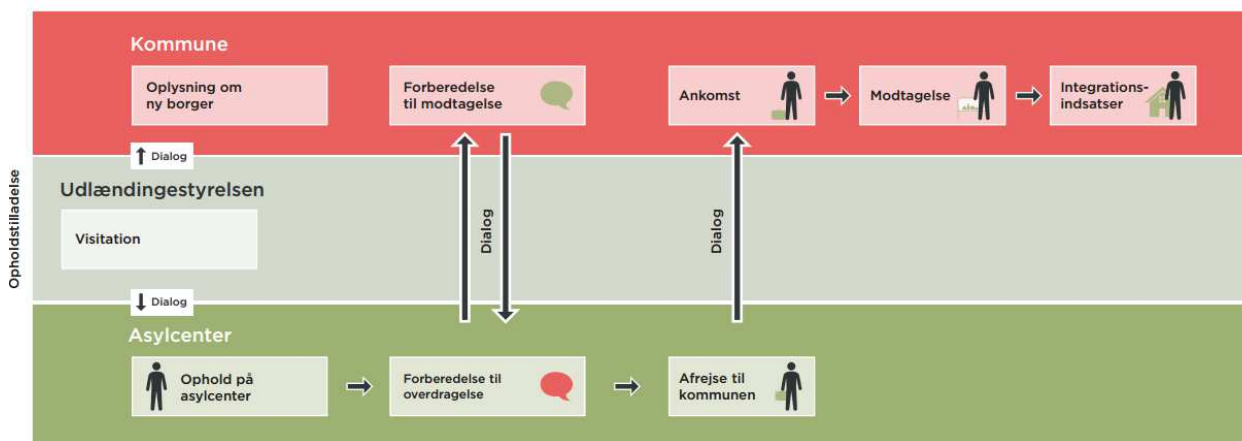 Opholdstilladelse
Kommune
Oplysning om
ny borger
Forberedelse
til modtagelse
Ankomst
Modtagelse
Integrations-
indsatser
Dialog
Udlændingestyrelsen
Visitation
Dialog
Dialog
Dialog
Asylcenter
Ophold på
asylcenter
Forberedelse til
overdragelse
Afrejse til
kommunen